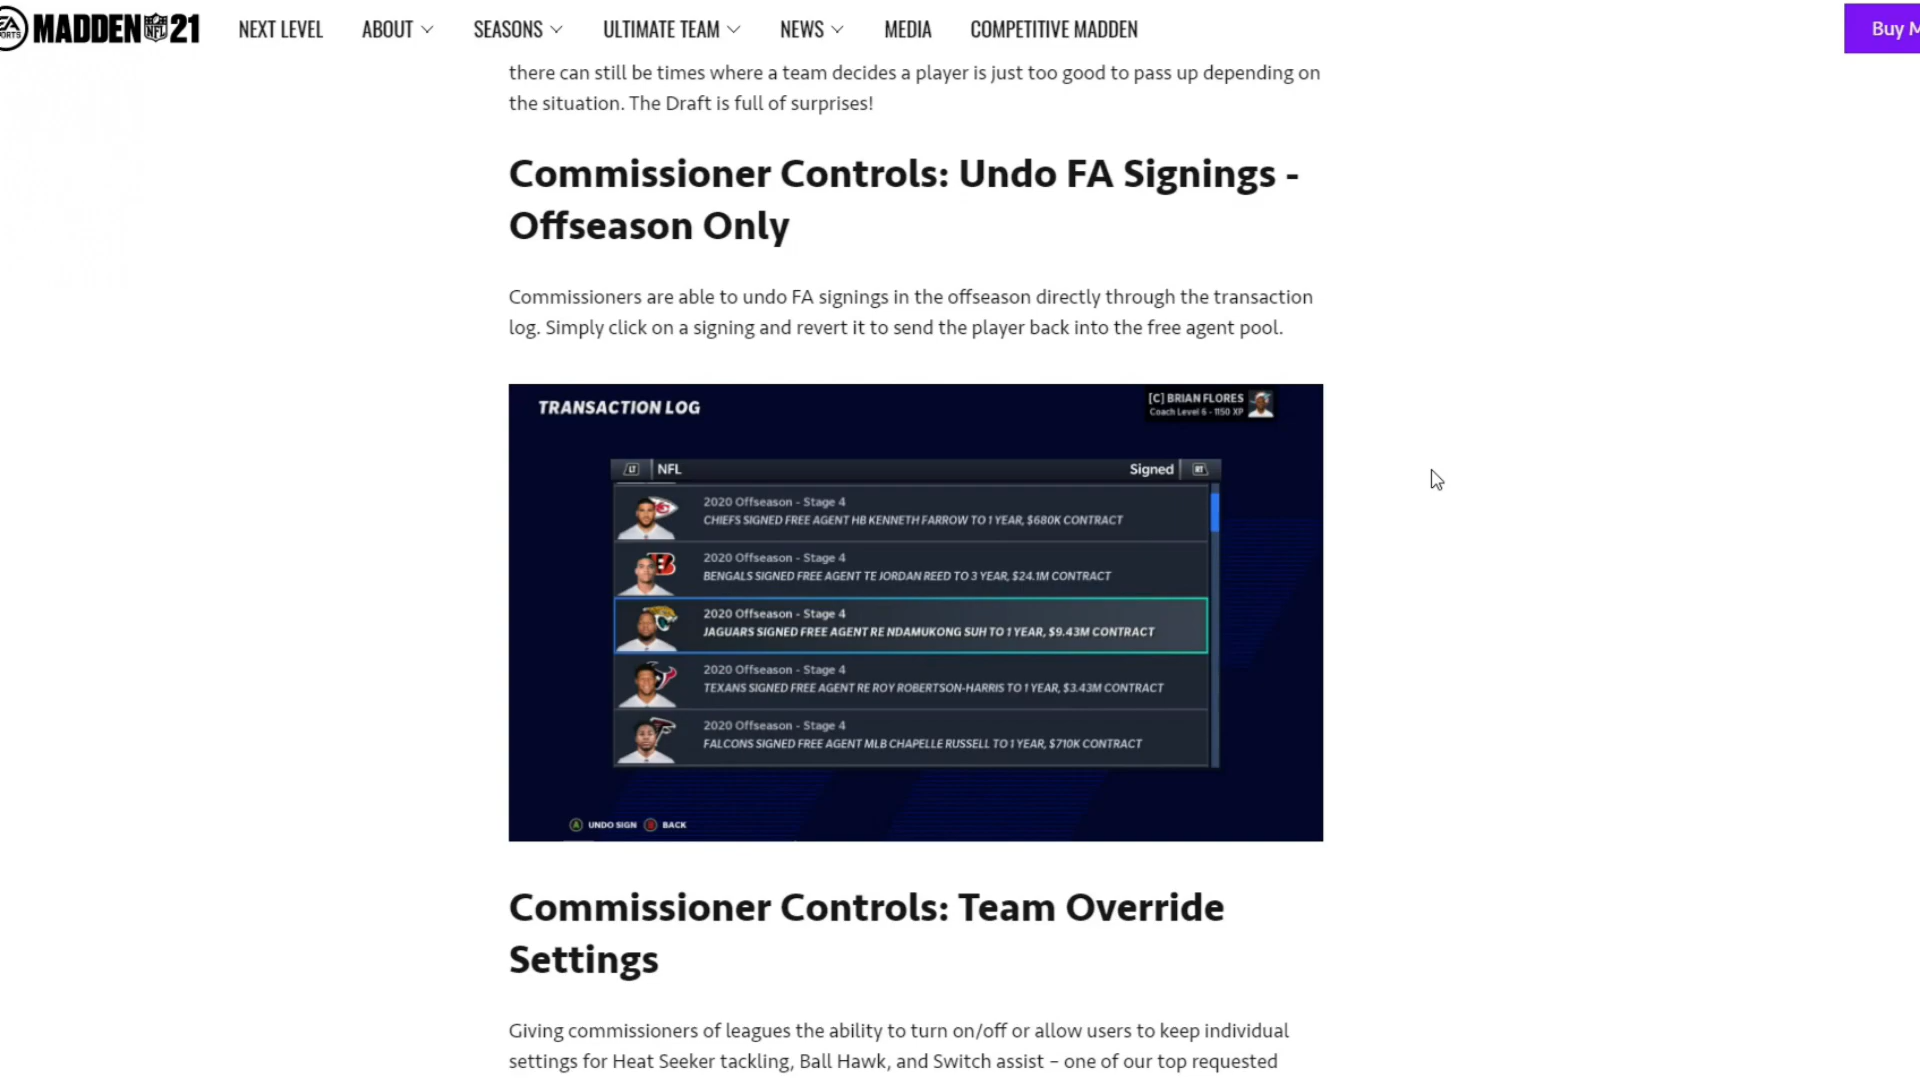 EA SPORTS MADDEN NFL 21 NEXT LEVEL ABOUT SEASONS ULTIMATE TEAM NEWS MEDIA COMPETITIVE MADDEN Buy M
there can still be times where a team decides a player is just too good to pass up depending on
the situation. The Draft is full of surprises!
Commissioner Controls: Undo FA Signings -
Offseason Only
Commissioners are able to undo FA signings in the offseason directly through the transaction
log. Simply click on a signing and revert it to send the player back into the free agent pool.
TRANSACTION LOG
[C] BRIAN FLORES
Coach Level 6 - 1150 XP
LT NFL Signed RT
2020 Offseason - Stage 4
CHIEFS SIGNED FREE AGENT HB KENNETH FARROW TO 1 YEAR, $680K CONTRACT
2020 Offseason - Stage 4
BENGALS SIGNED FREE AGENT TE JORDAN REED TO 3 YEAR, $24.1M CONTRACT
2020 Offseason - Stage 4
JAGUARS SIGNED FREE AGENT RE NDAMUKONG SUH TO 1 YEAR, $9.43M CONTRACT
2020 Offseason - Stage 4
TEXANS SIGNED FREE AGENT RE ROY ROBERTSON-HARRIS TO 1 YEAR, $3.43M CONTRACT
2020 Offseason - Stage 4
FALCONS SIGNED FREE AGENT MLB CHAPELLE RUSSELL TO 1 YEAR, $710K CONTRACT
A UNDO SIGN B BACK
Commissioner Controls: Team Override
Settings
Giving commissioners of leagues the ability to turn on/off or allow users to keep individual
settings for Heat Seeker tackling, Ball Hawk, and Switch assist – one of our top requested